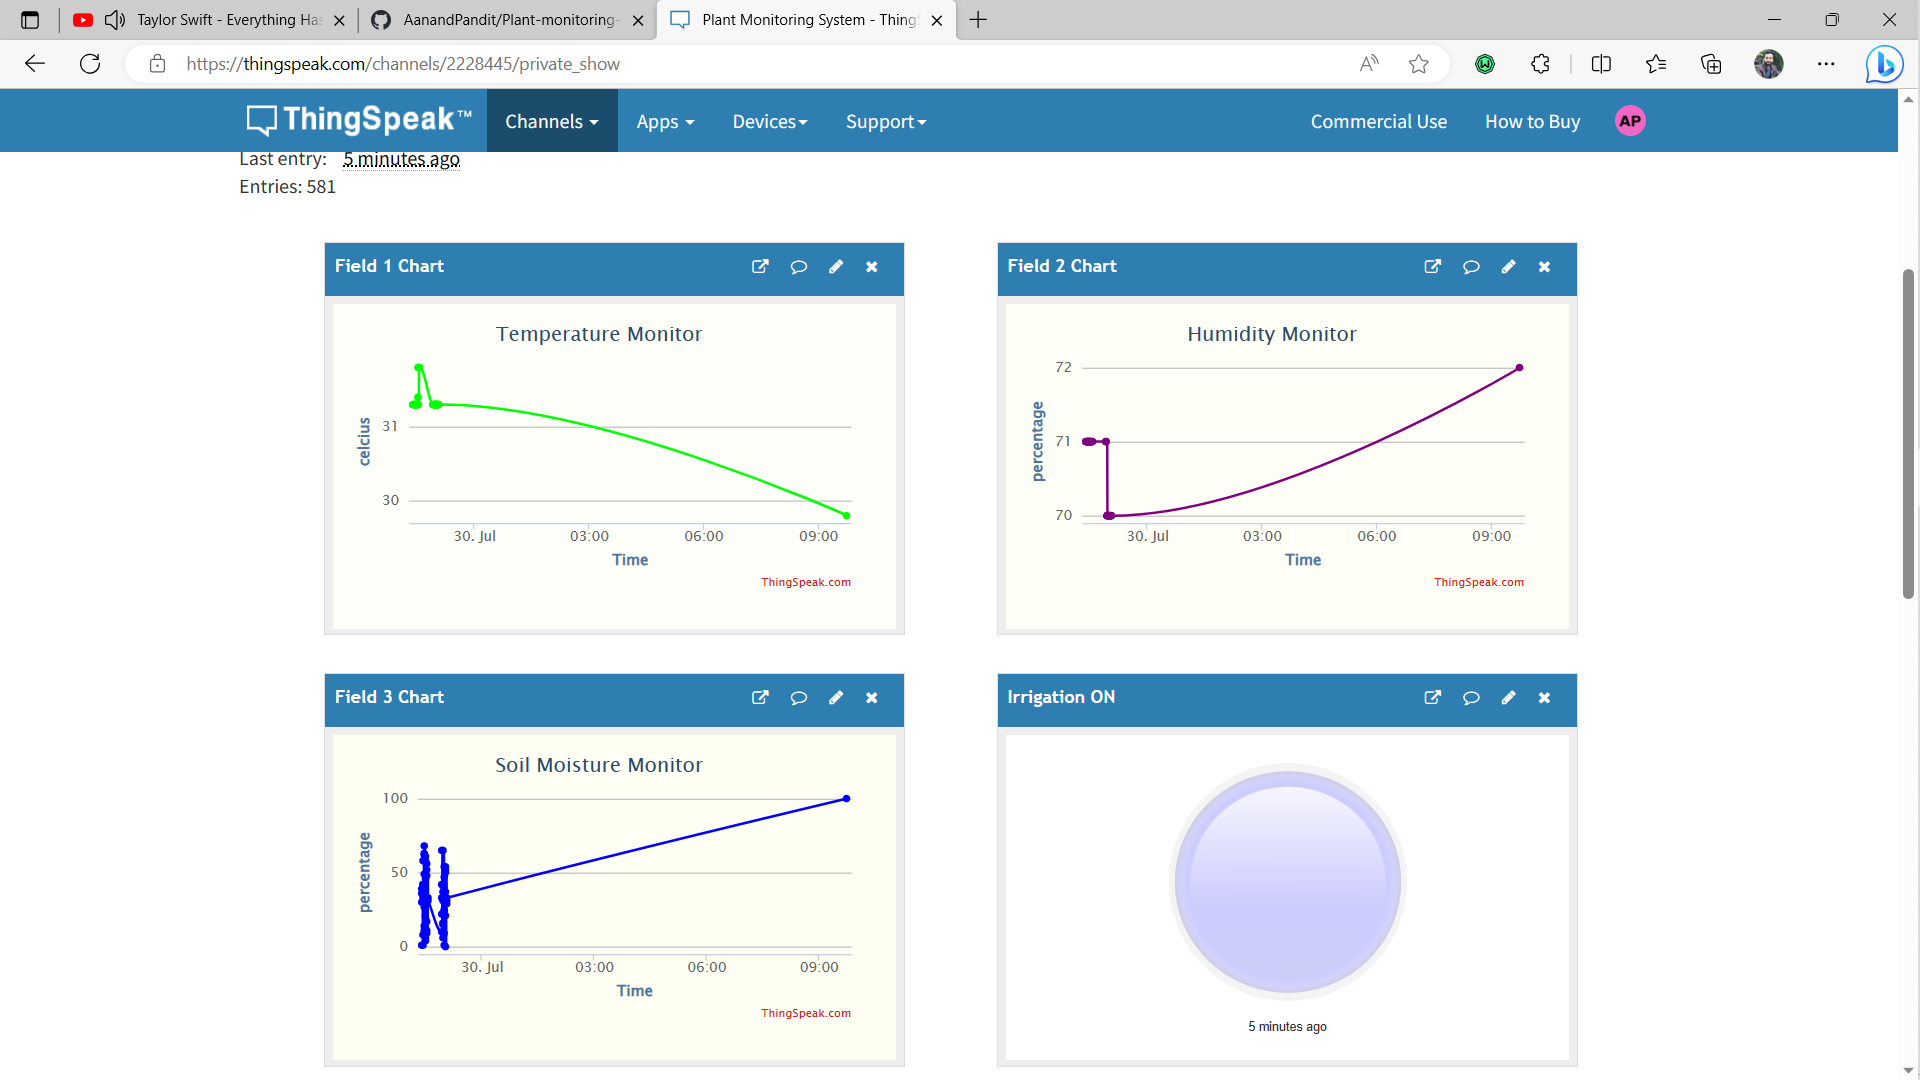 Taylor Swift - Everything Has
AanandPandit/Plant-monitoring-
Plant Monitoring System - Thing
https://thingspeak.com/channels/2228445/private_show
ThingSpeak™
Channels
Apps
Devices
Support
Commercial Use
How to Buy
AP
Last entry: 5 minutes ago
Entries: 581
Field 1 Chart
Temperature Monitor
celcius
31
30
30. Jul
03:00
06:00
09:00
Time
ThingSpeak.com
Field 2 Chart
Humidity Monitor
percentage
72
71
70
30. Jul
03:00
06:00
09:00
Time
ThingSpeak.com
Field 3 Chart
Soil Moisture Monitor
percentage
100
50
0
30. Jul
03:00
06:00
09:00
Time
ThingSpeak.com
Irrigation ON
5 minutes ago